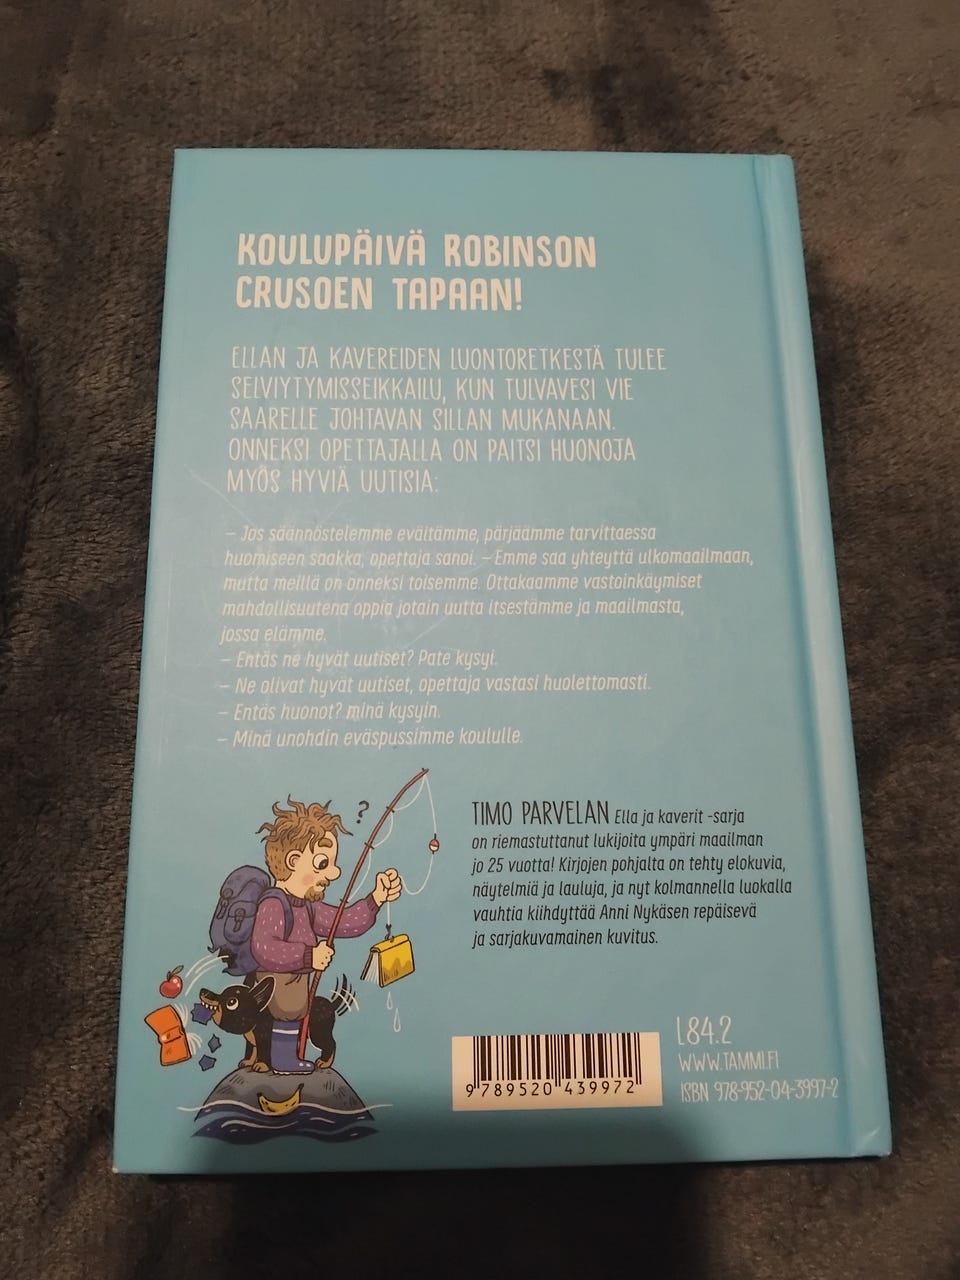 KOULUPÄIVÄ ROBINSON
CRUSOEN TAPAAN!
ELLAN JA KAVEREIDEN LUONTORETKESTÄ TULEE
SELVIYTYMISSEIKKAILU, KUN TULVAVESI VIE
SAARELLE JOHTAVAN SILLAN MUKANAAN.
ONNEKSI OPETTAJALLA ON PAITSI HUONOJA
MYÖS HYVIÄ UUTISIA:
– Jos säännöstelemme eväitämme, pärjäämme tarvittaessa
huomiseen saakka, opettaja sanoi. – Emme saa yhteyttä ulkomaailmaan,
mutta meillä on onneksi toisemme. Ottakaamme vastoinkäymiset
mahdollisuutena oppia jotain uutta itsestämme ja maailmasta,
jossa elämme.
– Entäs ne hyvät uutiset? Pate kysyi.
– Ne olivat hyvät uutiset, opettaja vastasi huolettomasti.
– Entäs huonot? minä kysyin.
– Minä unohdin eväspussimme koululle.
?
TIMO PARVELAN Ella ja kaverit -sarja
on riemastuttanut lukijoita ympäri maailman
jo 25 vuotta! Kirjojen pohjalta on tehty elokuvia,
näytelmiä ja lauluja, ja nyt kolmannella luokalla
vauhtia kiihdyttää Anni Nykäsen repäisevä
ja sarjakuvamainen kuvitus.
9 789520 439972
L84.2
WWW.TAMMI.FI
ISBN 978-952-04-3997-2